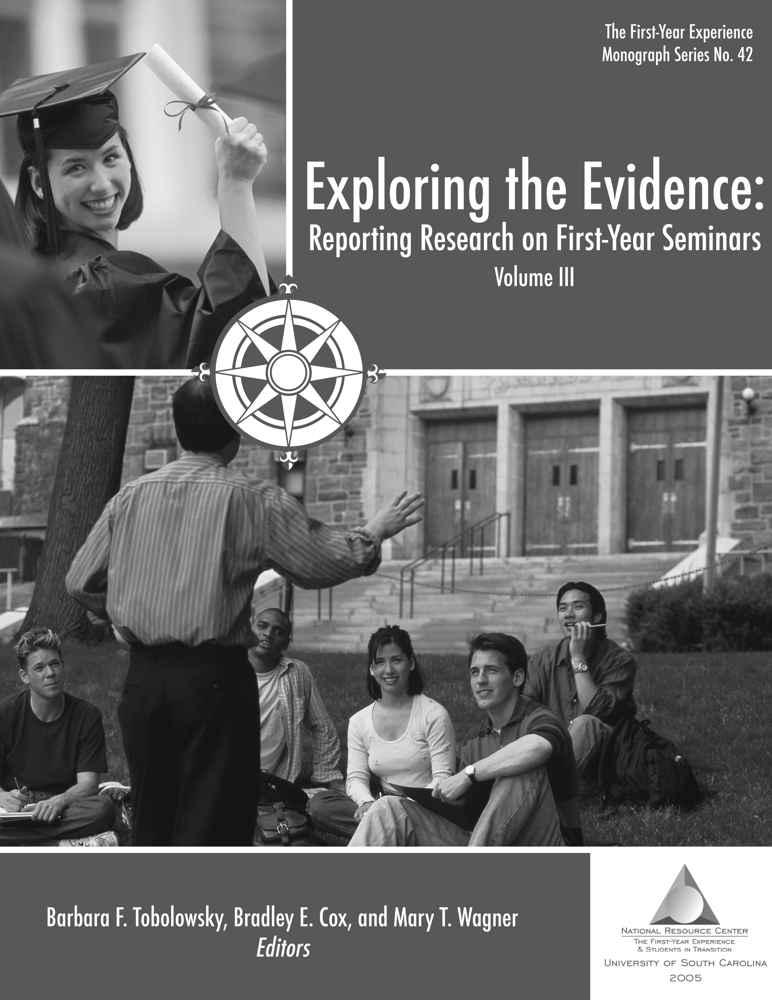 The First-Year Experience
Monograph Series No. 42
Exploring the Evidence:
Reporting Research on First-Year Seminars
Volume III
Barbara F. Tobolowsky, Bradley E. Cox, and Mary T. Wagner
Editors
National Resource Center
The First-Year Experience
& Students in Transition
University of South Carolina
2005